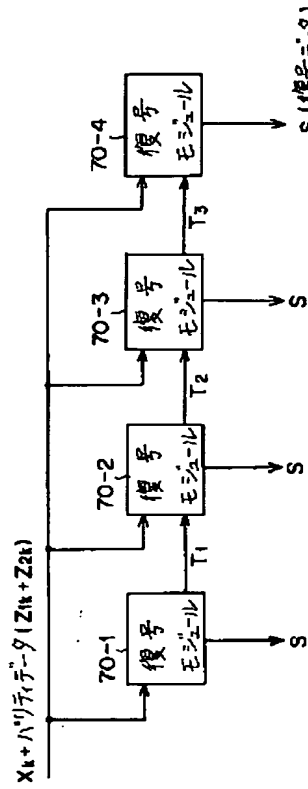 Xk+パリティデータ(Z1k+Z2k)
70-1
復号
モジュール
S
T1
70-2
復号
モジュール
S
T2
70-3
復号
モジュール
S
T3
70-4
復号
モジュール
S(復号データ)